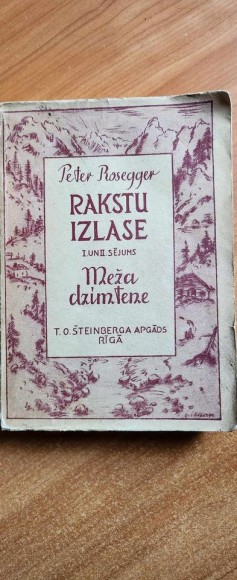 Peter Rosegger
RAKSTU
IZLASE
I. UN II. SĒJUMS
Meža
dzimtene
T. O. ŠTEINBERGA APGĀDS
RĪGĀ